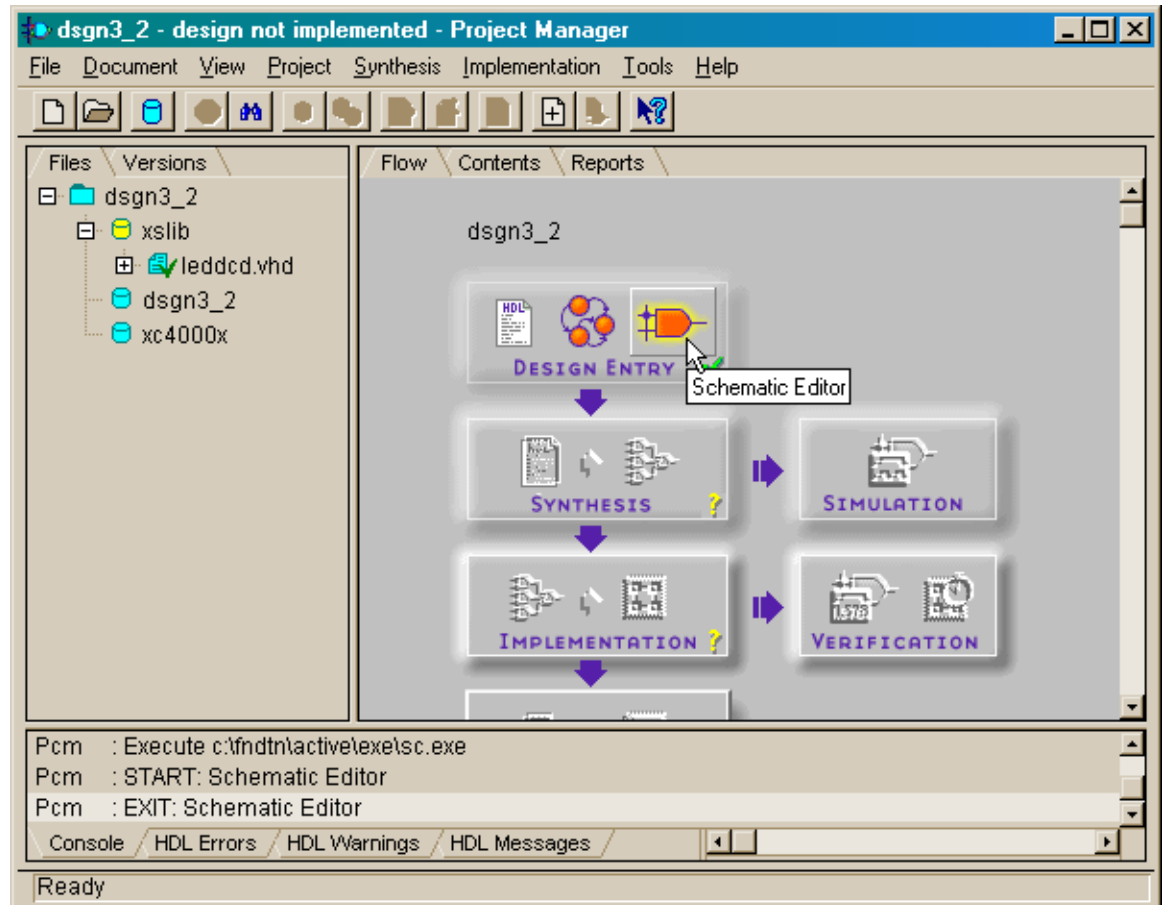 dsgn3_2 - design not implemented - Project Manager
File Document View Project Synthesis Implementation Tools Help
Files Versions
dsgn3_2
xslib
leddcd.vhd
dsgn3_2
xc4000x
Flow Contents Reports
dsgn3_2
HDL
DESIGN ENTRY
Schematic Editor
HDL
SYNTHESIS ?
SIMULATION
IMPLEMENTATION ?
VERIFICATION
Pcm : Execute c:\fndtn\active\exe\sc.exe
Pcm : START: Schematic Editor
Pcm : EXIT: Schematic Editor
Console HDL Errors HDL Warnings HDL Messages
Ready